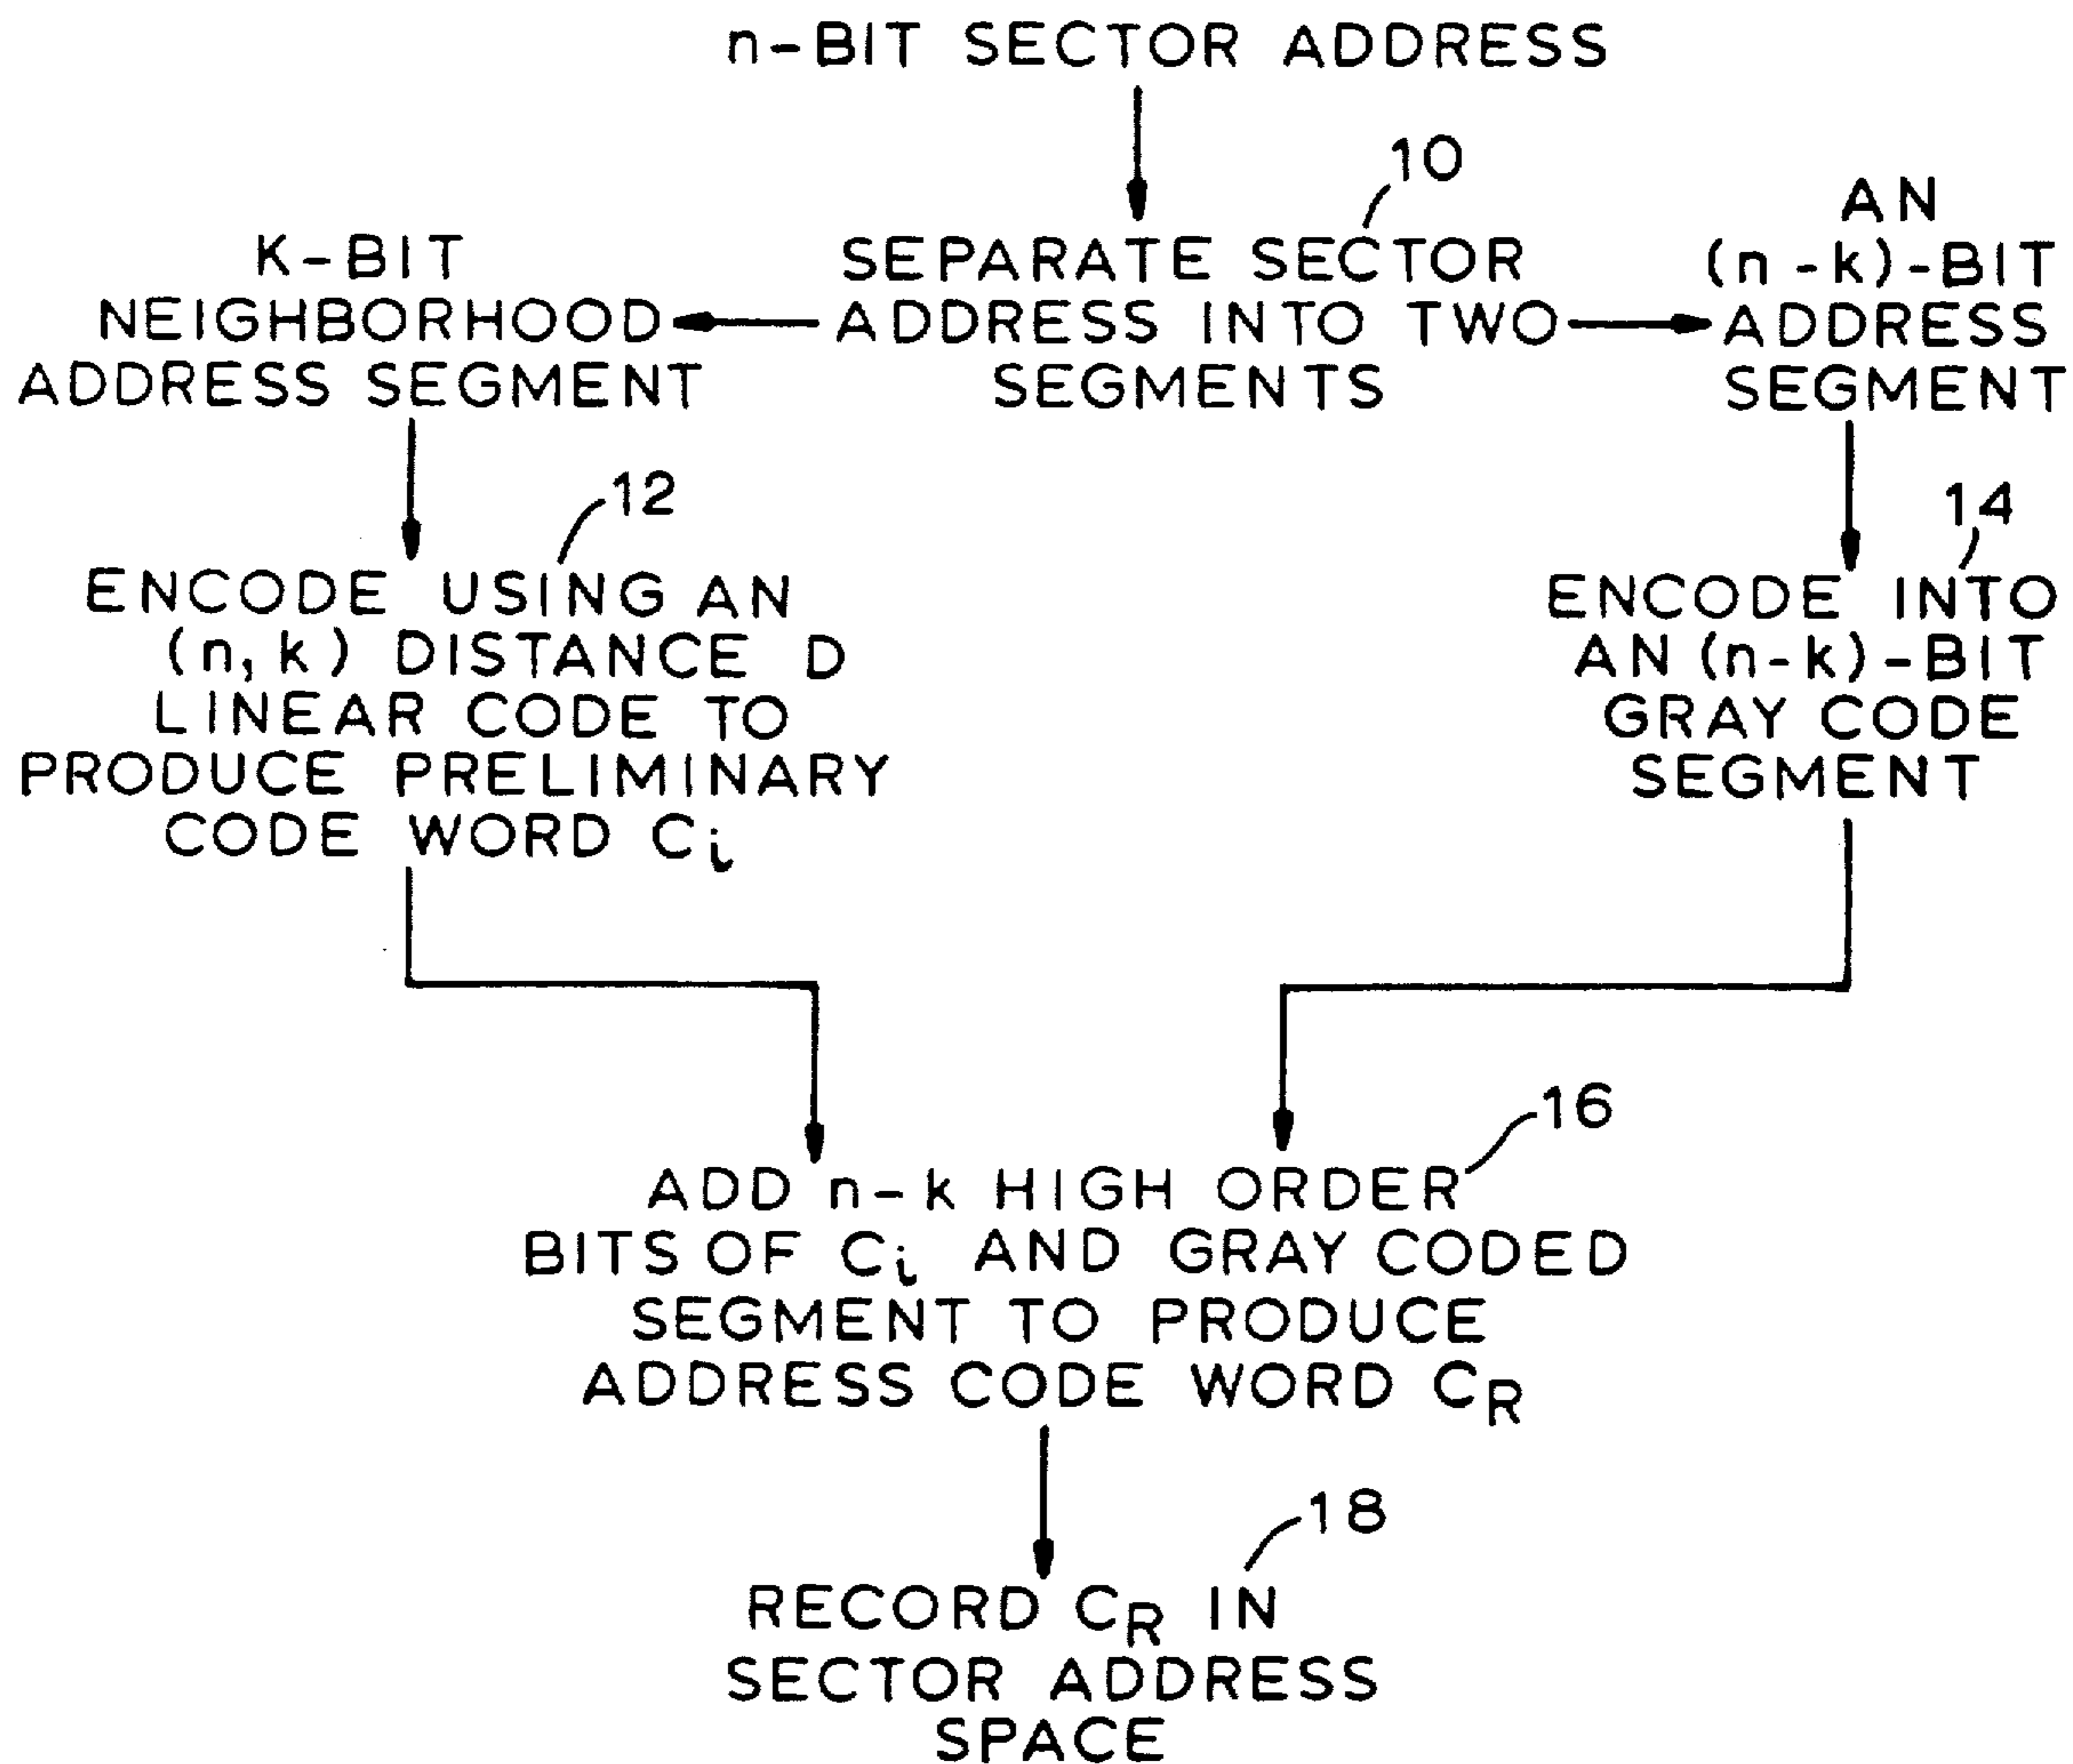 n-BIT SECTOR ADDRESS
10
SEPARATE SECTOR
ADDRESS INTO TWO
SEGMENTS
K-BIT
NEIGHBORHOOD
ADDRESS SEGMENT
AN
(n-k)-BIT
ADDRESS
SEGMENT
12
ENCODE USING AN
(n,k) DISTANCE D
LINEAR CODE TO
PRODUCE PRELIMINARY
CODE WORD Ci
14
ENCODE INTO
AN (n-k)-BIT
GRAY CODE
SEGMENT
16
ADD n-k HIGH ORDER
BITS OF Ci AND GRAY CODED
SEGMENT TO PRODUCE
ADDRESS CODE WORD CR
18
RECORD CR IN
SECTOR ADDRESS
SPACE